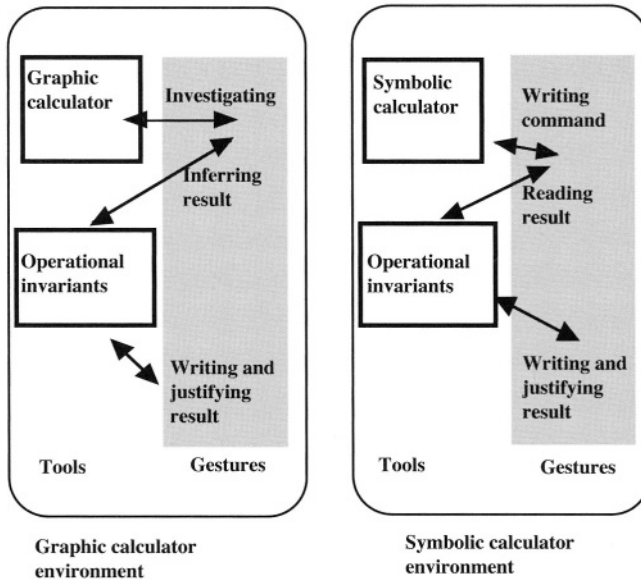 Graphic
calculator
Investigating
Inferring
result
Operational
invariants
Writing and
justifying
result
Tools
Gestures
Graphic calculator
environment
Symbolic
calculator
Writing
command
Reading
result
Operational
invariants
Writing and
justifying
result
Tools
Gestures
Symbolic calculator
environment